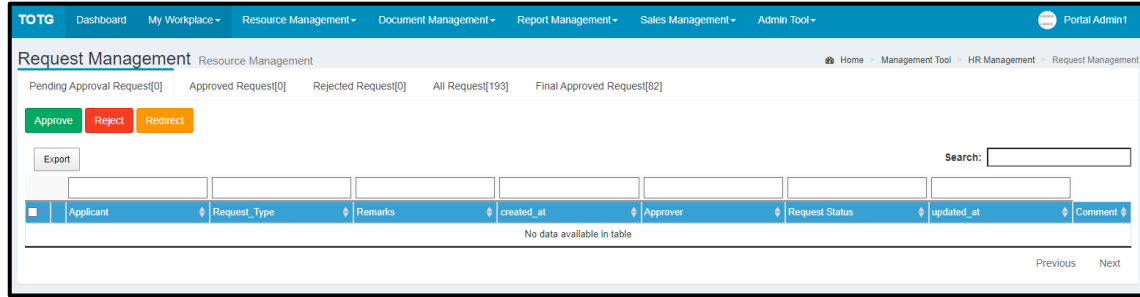 TOTG Dashboard My Workplace Resource Management Document Management Report Management Sales Management Admin Tool Portal Admin1
Request Management Resource Management Home > Management Tool > HR Management > Request Management
Pending Approval Request[0] Approved Request[0] Rejected Request[0] All Request[193] Final Approved Request[82]
Approve Reject Redirect
Export Search:
Applicant Request_Type Remarks created_at Approver Request Status updated_at Comment
No data available in table
Previous Next